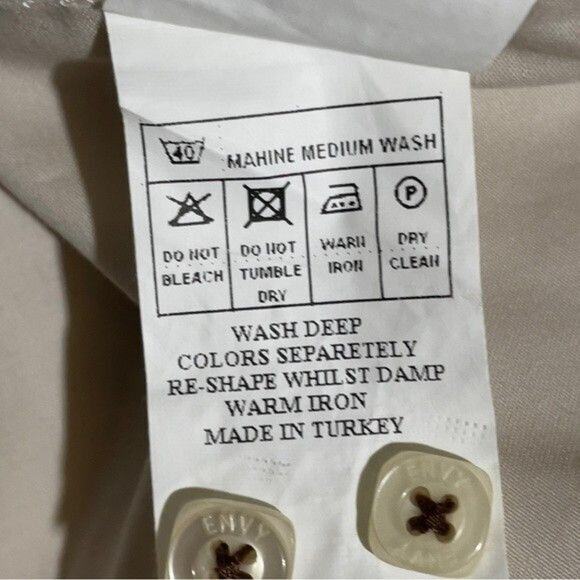 40
MAHINE MEDIUM WASH
DO NOT
BLEACH
DO NOT
TUMBLE
DRY
WARM
IRON
P
DRY
CLEAN
WASH DEEP
COLORS SEPARETELY
RE-SHAPE WHILST DAMP
WARM IRON
MADE IN TURKEY
ENVY
ENVY
ENVY